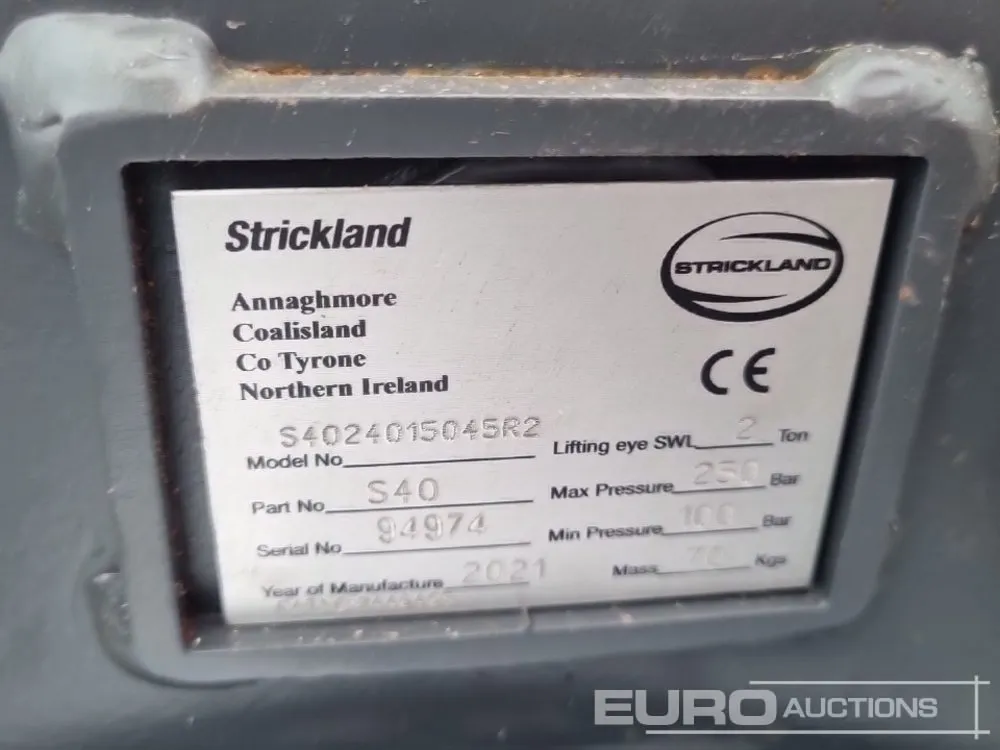 Strickland
STRICKLAND
Annaghmore
Coalisland
Co Tyrone
Northern Ireland
CE
Model No S4024015045R2
Lifting eye SWL 2 Ton
Part No S40
Max Pressure 250 Bar
Serial No 94974
Min Pressure 100 Bar
Year of Manufacture 2021
Mass Kgs
EURO AUCTIONS